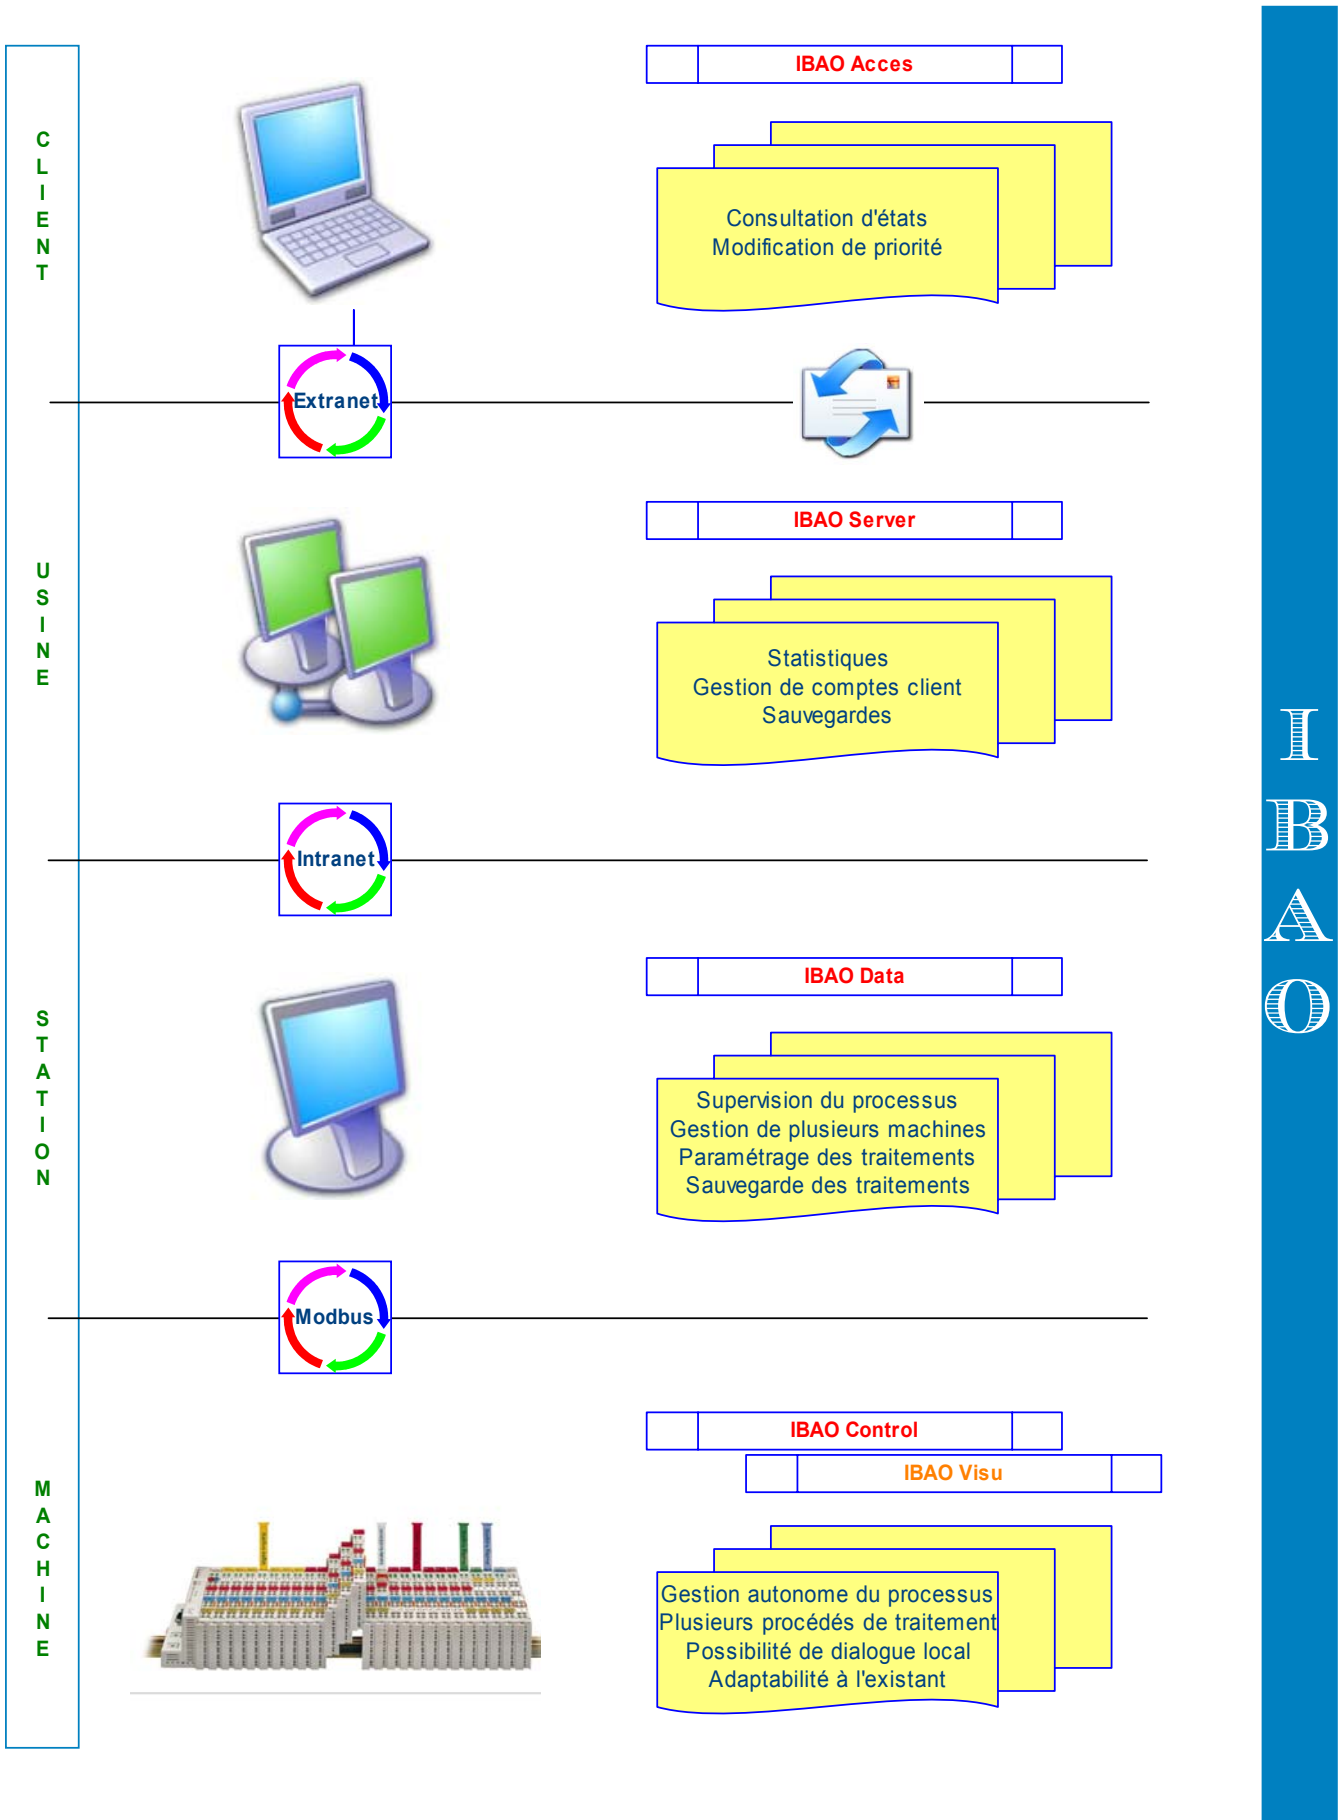 CLIENT
IBAO Acces
Consultation d'états
Modification de priorité
Extranet
USINE
IBAO Server
Statistiques
Gestion de comptes client
Sauvegardes
Intranet
STATION
IBAO Data
Supervision du processus
Gestion de plusieurs machines
Paramétrage des traitements
Sauvegarde des traitements
Modbus
MACHINE
IBAO Control
IBAO Visu
Gestion autonome du processus
Plusieurs procédés de traitement
Possibilité de dialogue local
Adaptabilité à l'existant
IBAO